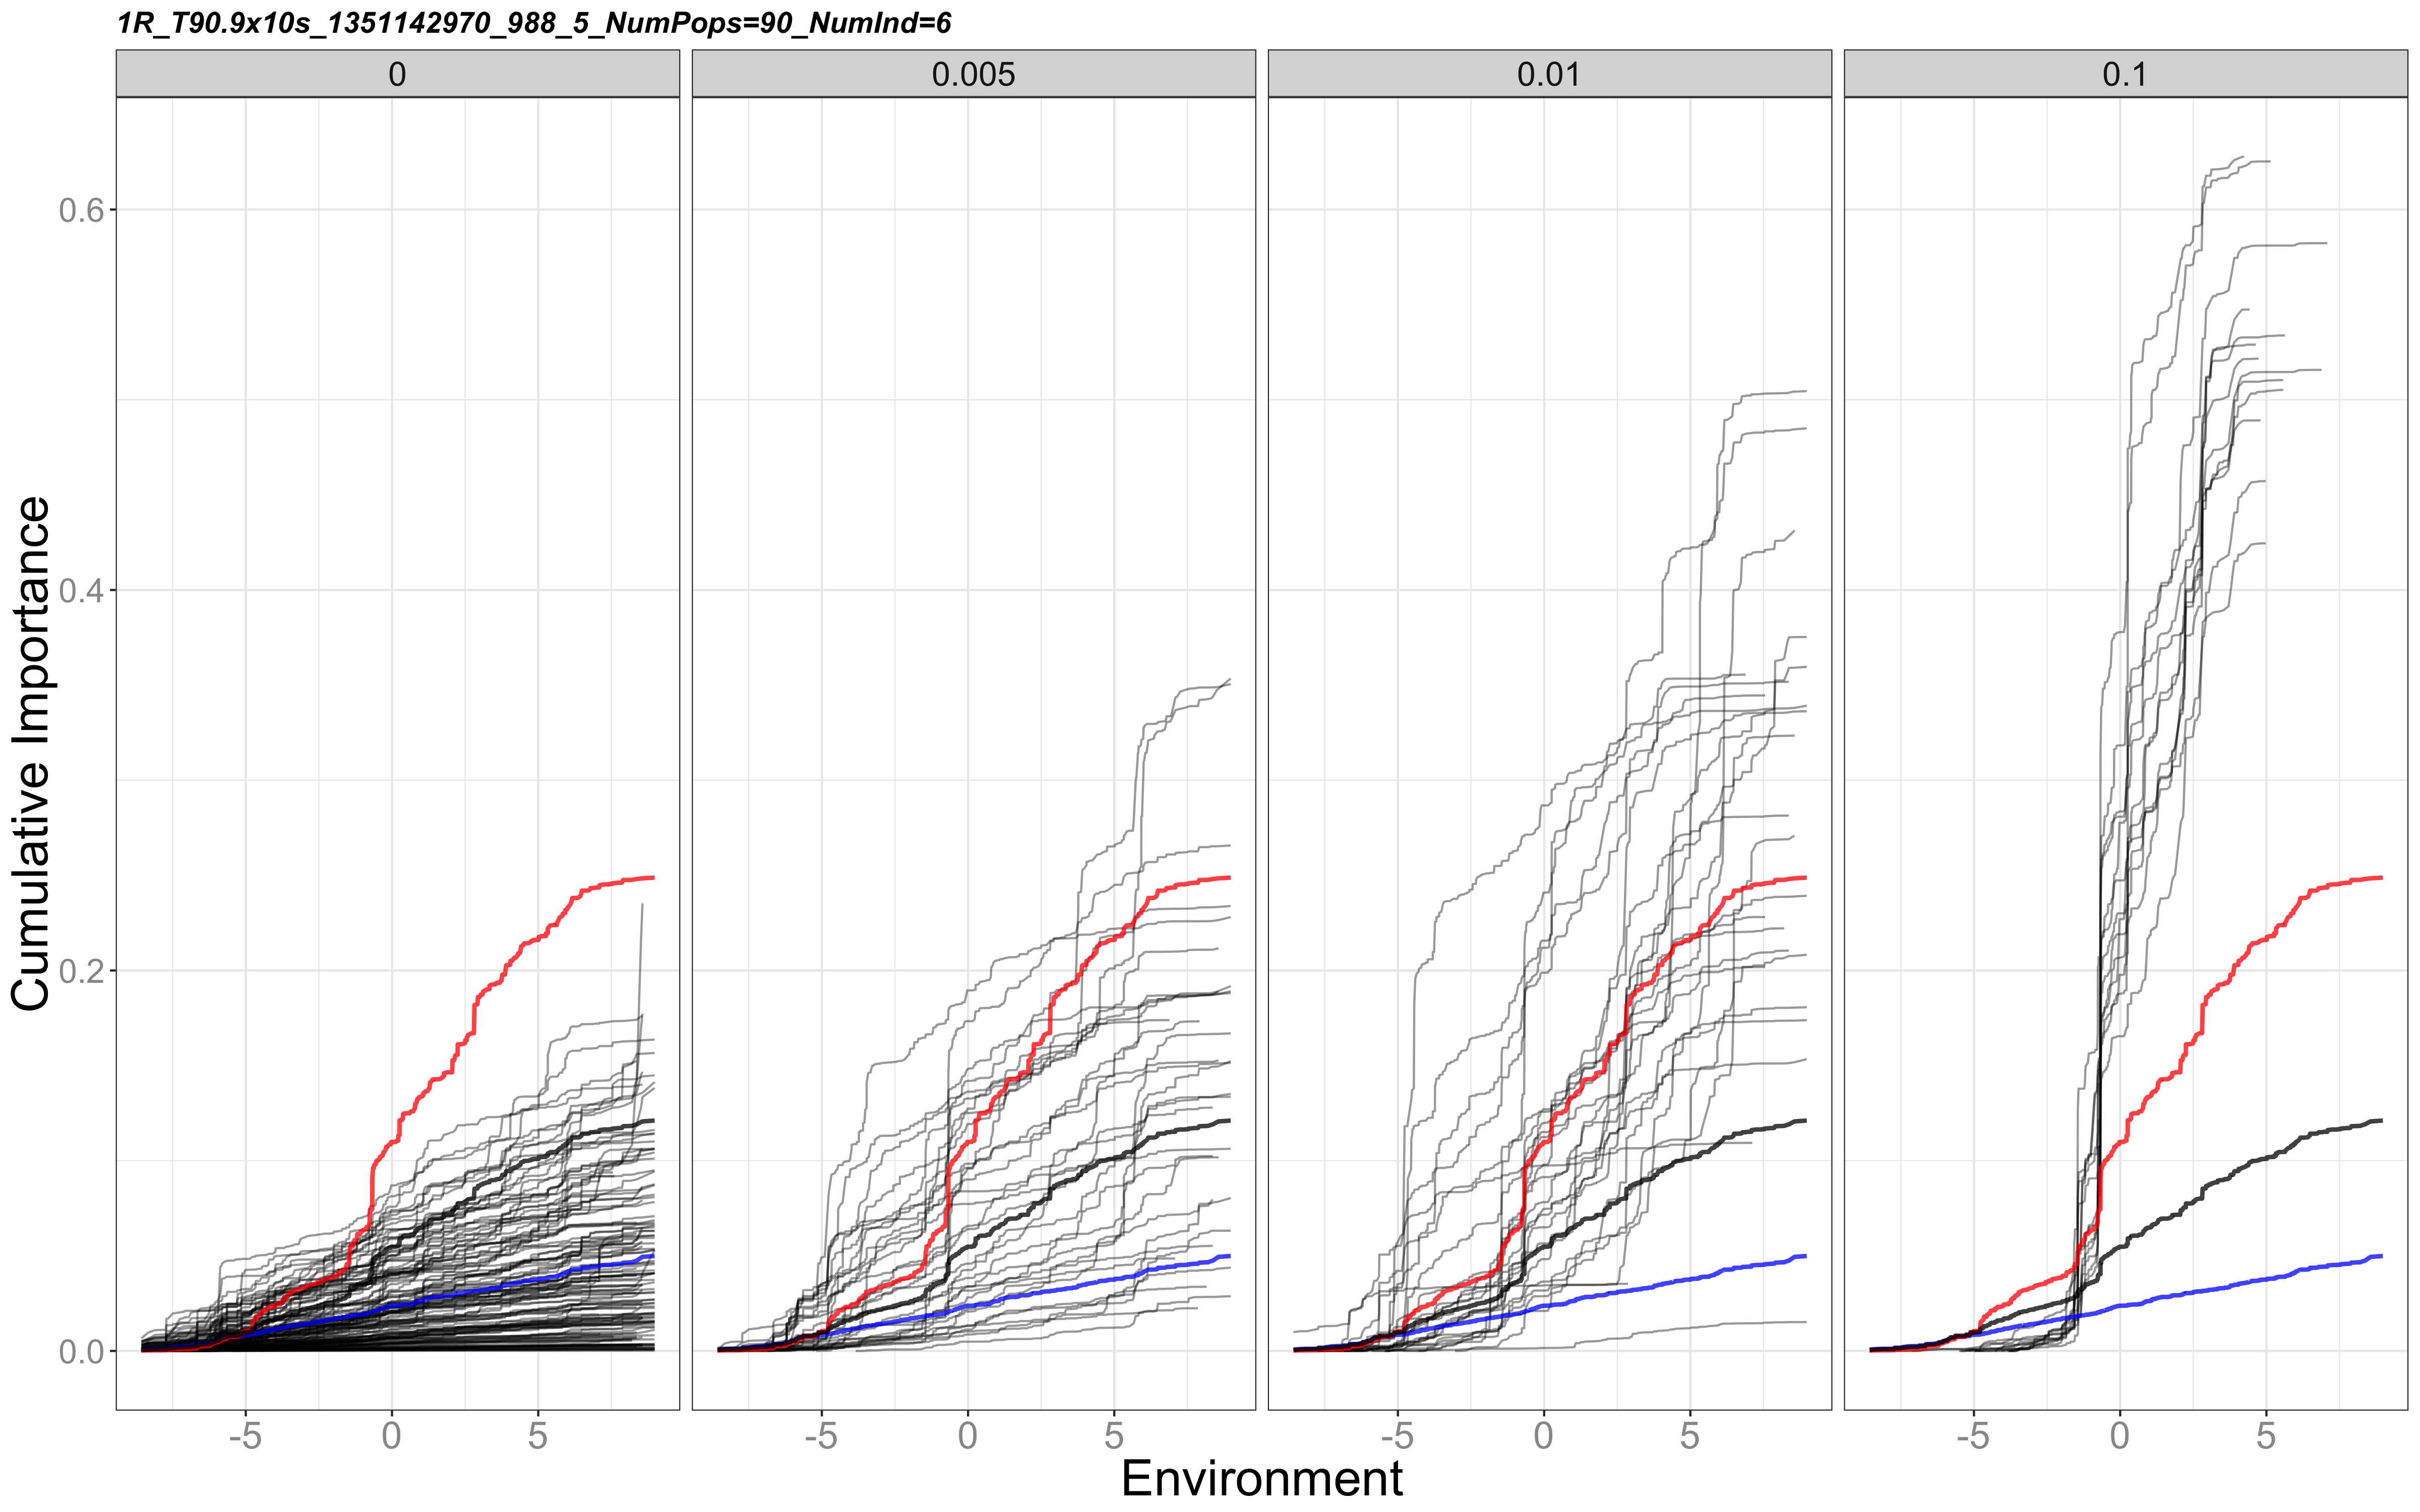 1R_T90.9x10s_1351142970_988_5_NumPops=90_NumInd=6
0 0.005 0.01 0.1
Cumulative Importance
0.6
0.4
0.2
0.0
-5 0 5 -5 0 5 -5 0 5 -5 0 5
Environment